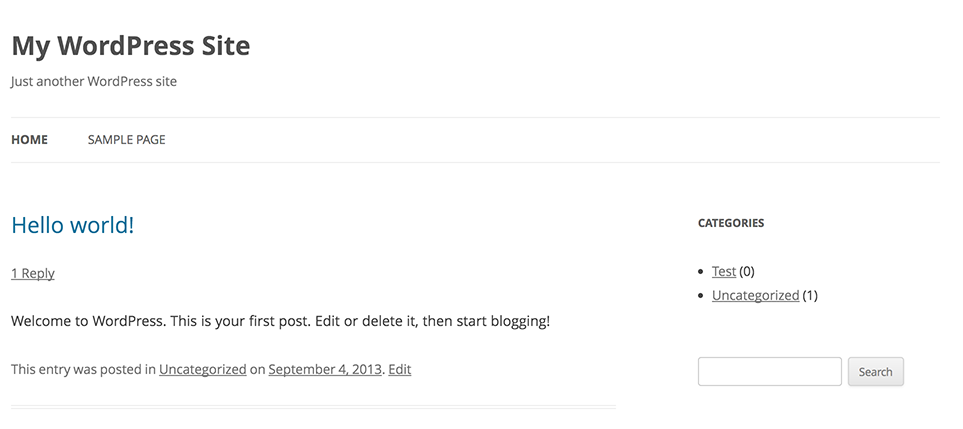 My WordPress Site
Just another WordPress site
HOME SAMPLE PAGE
Hello world!
1 Reply
Welcome to WordPress. This is your first post. Edit or delete it, then start blogging!
This entry was posted in Uncategorized on September 4, 2013. Edit
CATEGORIES
Test (0)
Uncategorized (1)
Search